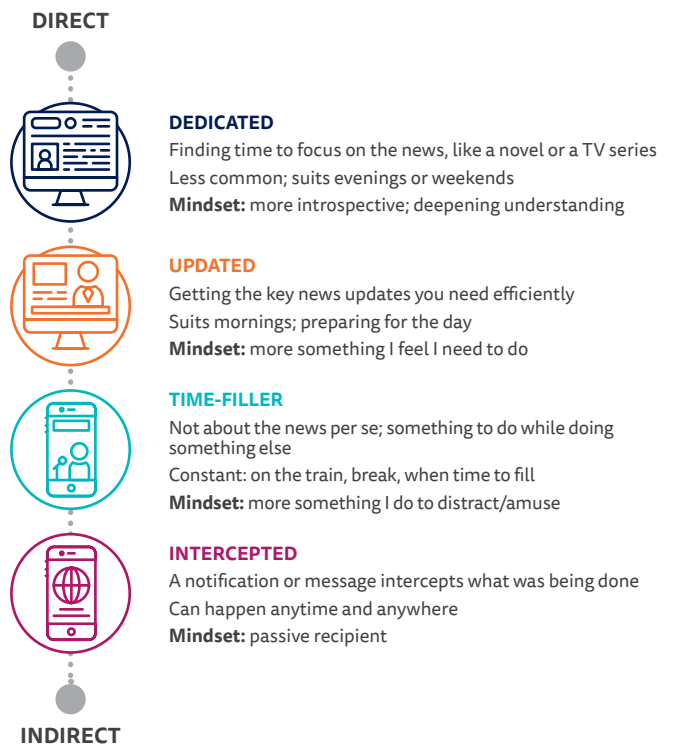 DIRECT
DEDICATED
Finding time to focus on the news, like a novel or a TV series
Less common; suits evenings or weekends
Mindset: more introspective; deepening understanding
UPDATED
Getting the key news updates you need efficiently
Suits mornings; preparing for the day
Mindset: more something I feel I need to do
TIME-FILLER
Not about the news per se; something to do while doing
something else
Constant: on the train, break, when time to fill
Mindset: more something I do to distract/amuse
INTERCEPTED
A notification or message intercepts what was being done
Can happen anytime and anywhere
Mindset: passive recipient
INDIRECT